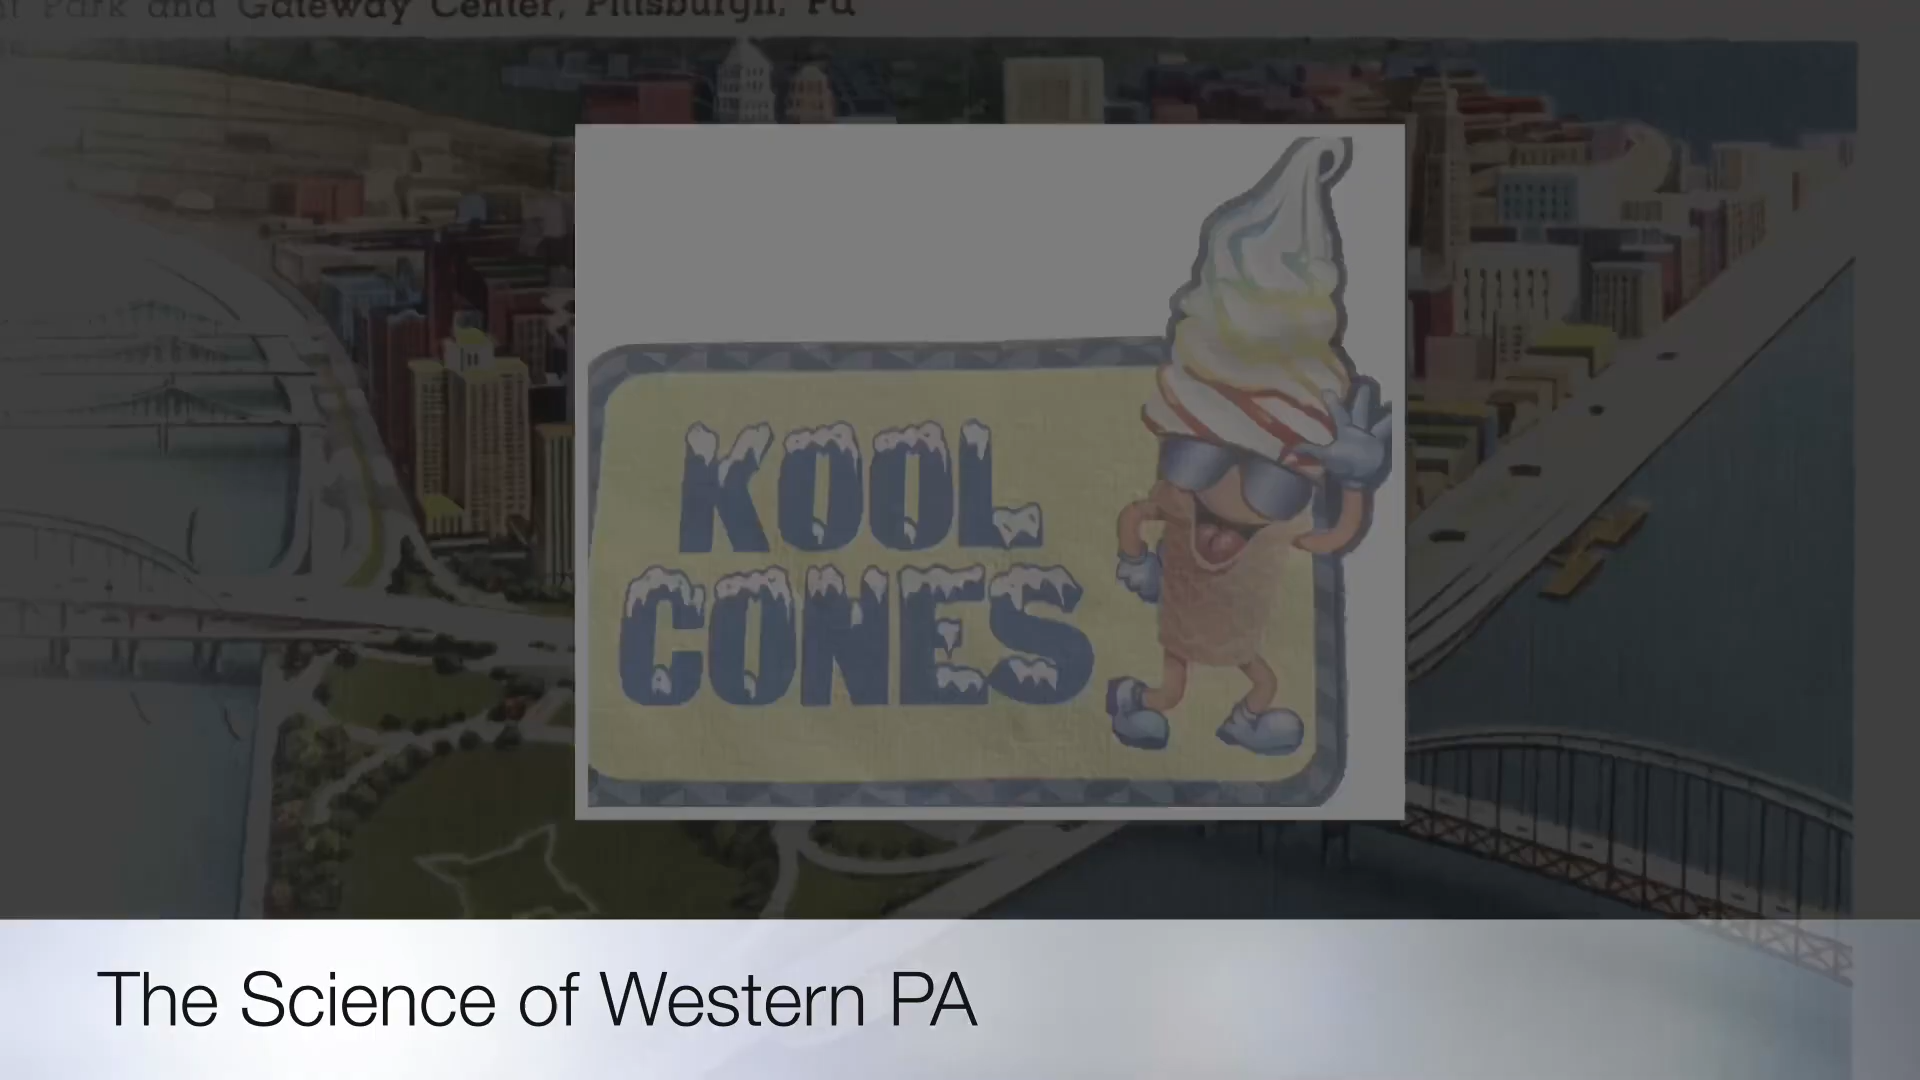 Park and Gateway Center, Pittsburgh, Pa
KOOL
CONES
The Science of Western PA